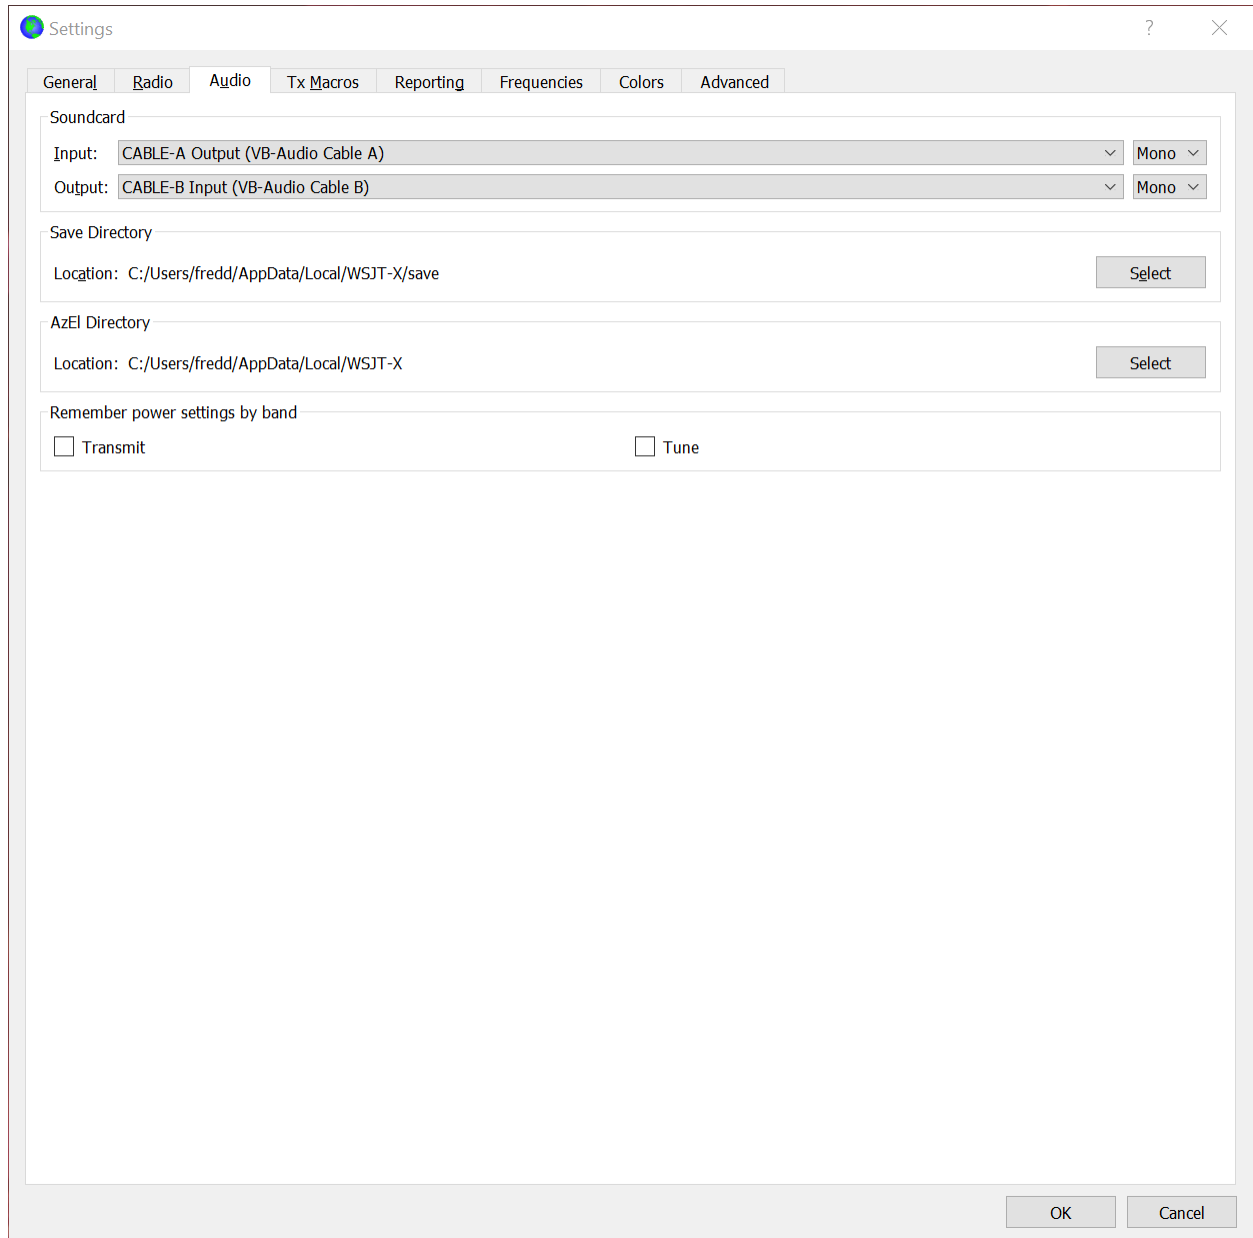 Settings
General Radio Audio Tx Macros Reporting Frequencies Colors Advanced
Soundcard
Input: CABLE-A Output (VB-Audio Cable A) Mono
Output: CABLE-B Input (VB-Audio Cable B) Mono
Save Directory
Location: C:/Users/fredd/AppData/Local/WSJT-X/save Select
AzEl Directory
Location: C:/Users/fredd/AppData/Local/WSJT-X Select
Remember power settings by band
Transmit Tune
OK Cancel